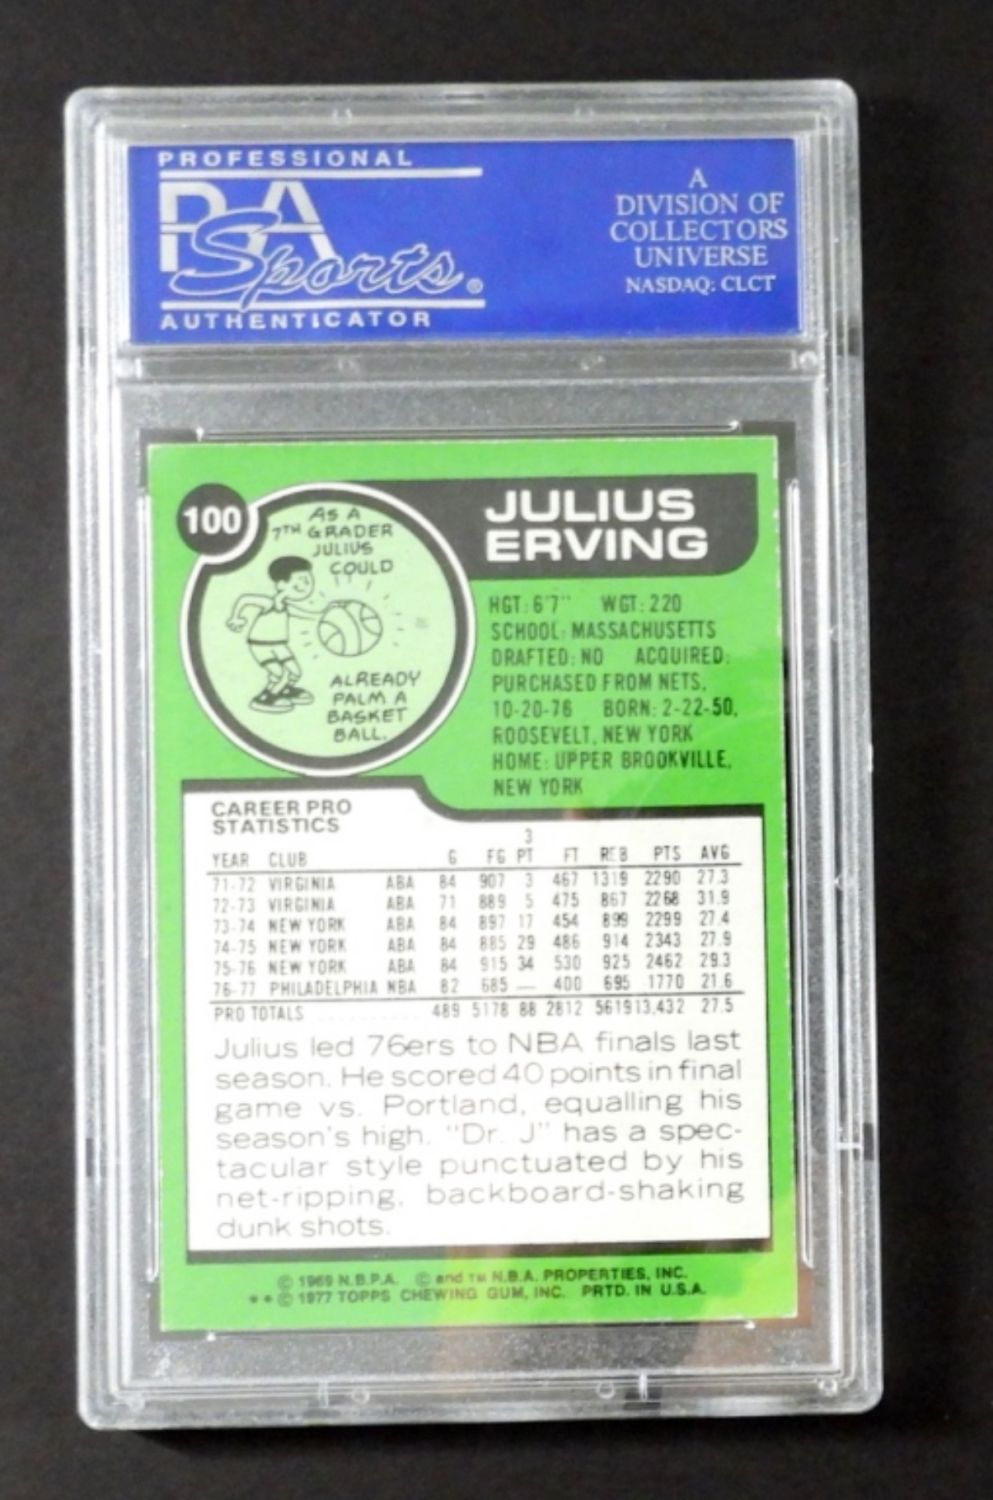 PROFESSIONAL
PSA
Sports®
AUTHENTICATOR
A
DIVISION OF
COLLECTORS
UNIVERSE
NASDAQ: CLCT
100
AS A
7TH GRADER
JULIUS
COULD
ALREADY
PALM A
BASKET
BALL.
JULIUS
ERVING
HGT: 6'7" WGT: 220
SCHOOL: MASSACHUSETTS
DRAFTED: NO ACQUIRED:
PURCHASED FROM NETS,
10-20-76 BORN: 2-22-50,
ROOSEVELT, NEW YORK
HOME: UPPER BROOKVILLE,
NEW YORK
CAREER PRO
STATISTICS
3
YEAR CLUB G FG PT FT REB PTS AVG
71-72 VIRGINIA ABA 84 907 3 467 1319 2290 27.3
72-73 VIRGINIA ABA 71 889 5 475 867 2268 31.9
73-74 NEW YORK ABA 84 897 17 454 899 2299 27.4
74-75 NEW YORK ABA 84 885 29 486 914 2343 27.9
75-76 NEW YORK ABA 84 915 34 530 925 2462 29.3
76-77 PHILADELPHIA NBA 82 685 — 400 695 1770 21.6
PRO TOTALS .......... 489 5178 88 2812 5619 13,432 27.5
Julius led 76ers to NBA finals last
season. He scored 40 points in final
game vs. Portland, equalling his
season's high. "Dr. J" has a spec-
tacular style punctuated by his
net-ripping, backboard-shaking
dunk shots.
© 1969 N.B.P.A. © and TM N.B.A. PROPERTIES, INC.
**© 1977 TOPPS CHEWING GUM, INC. PRTD. IN U.S.A.